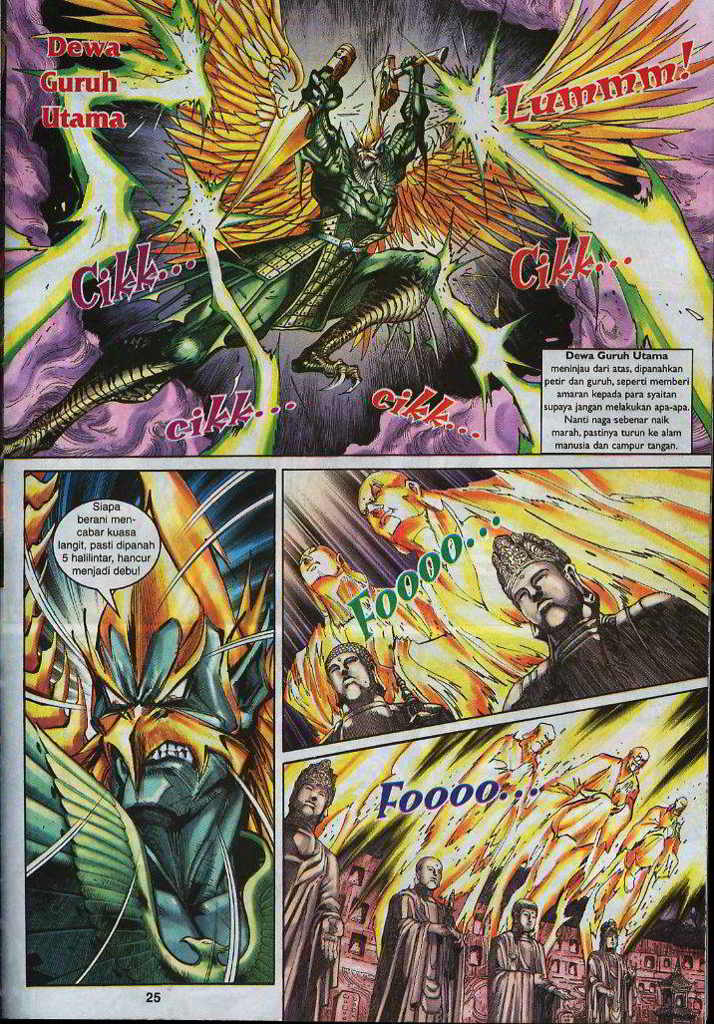 Dewa
Guruh
Utama
Lummm!
Cikk...
Cikk...
cikk...
cikk...
Dewa Guruh Utama
meninjau dari atas, dipanahkan
petir dan guruh, seperti memberi
amaran kepada para syaitan
supaya jangan melakukan apa-apa.
Nanti naga sebenar naik
marah, pastinya turun ke alam
manusia dan campur tangan.
Siapa
berani men-
cabar kuasa
langit, pasti dipanah
5 halilintar, hancur
menjadi debu!
Foooo...
Foooo...
25